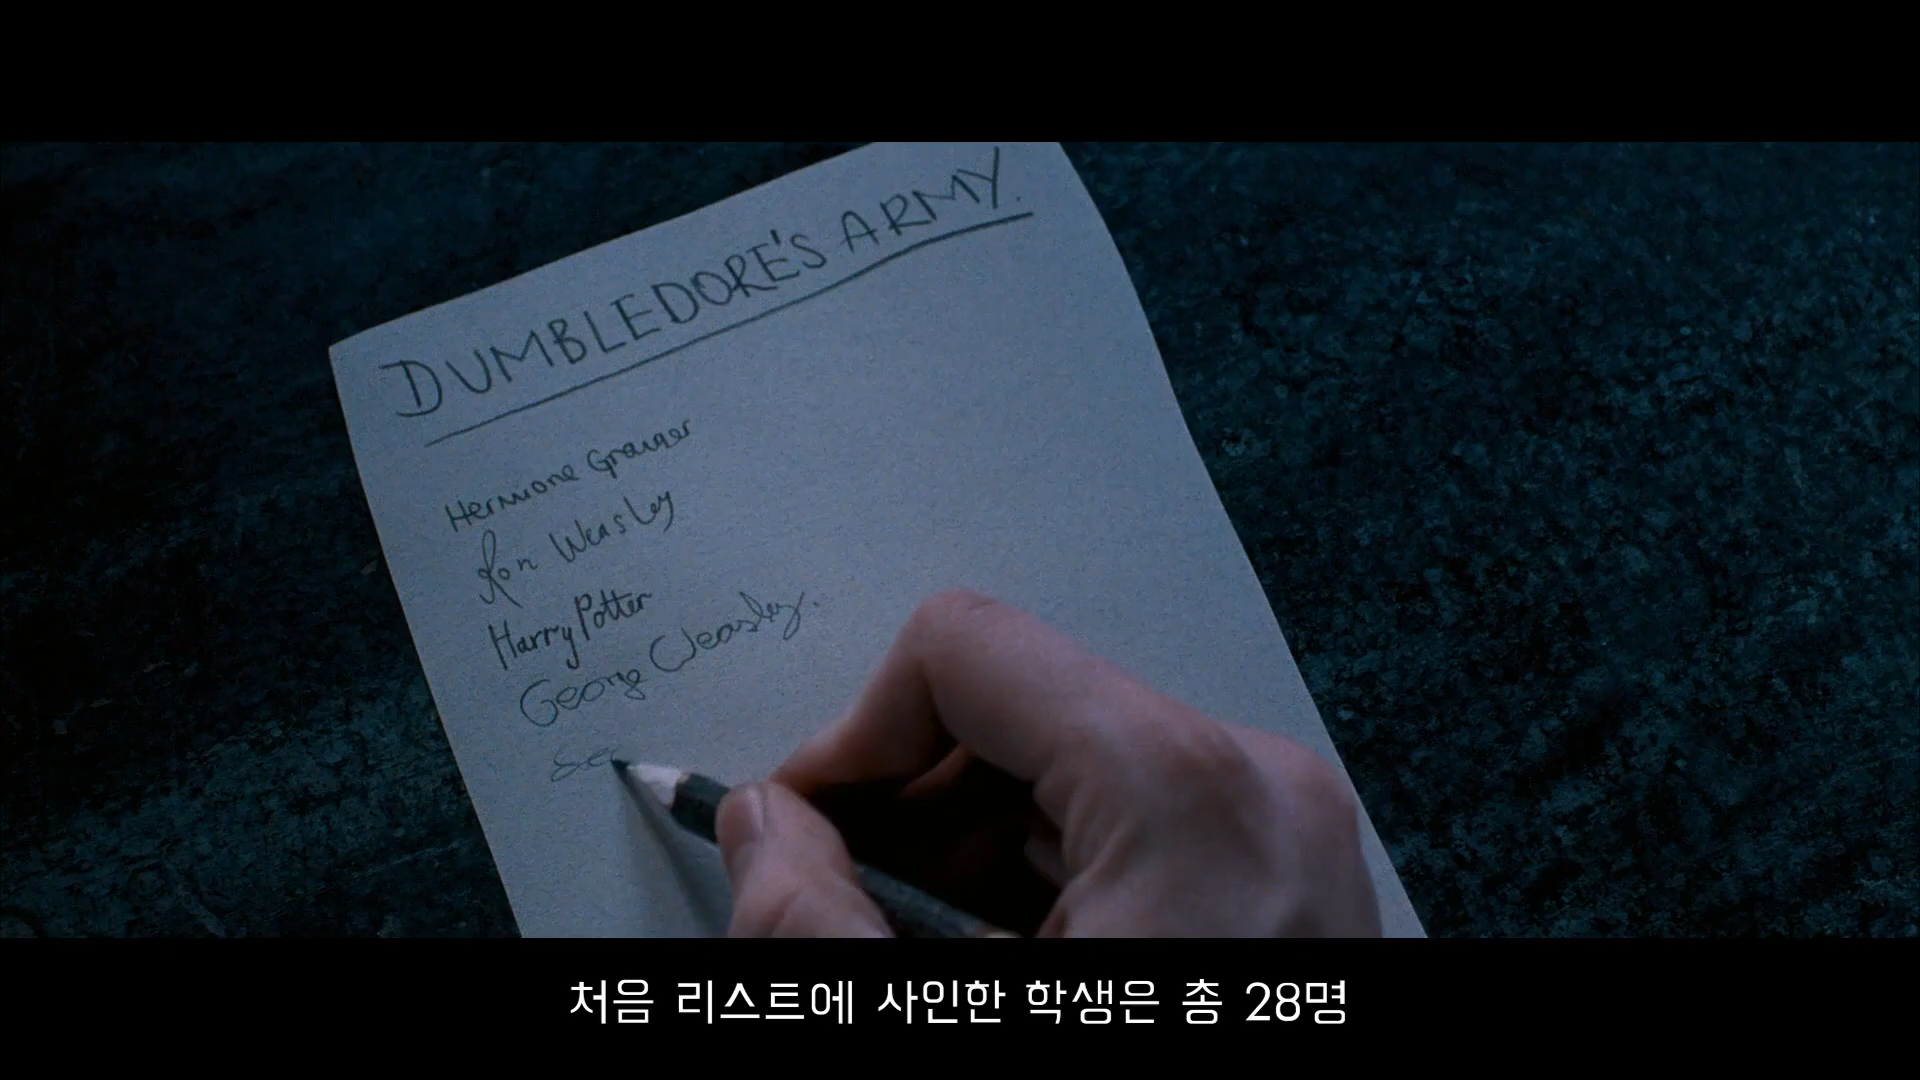 DUMBLEDORE'S ARMY.
Hermione Granger
Ron Weasley
Harry Potter
George Weasley.
처음 리스트에 사인한 학생은 총 28명